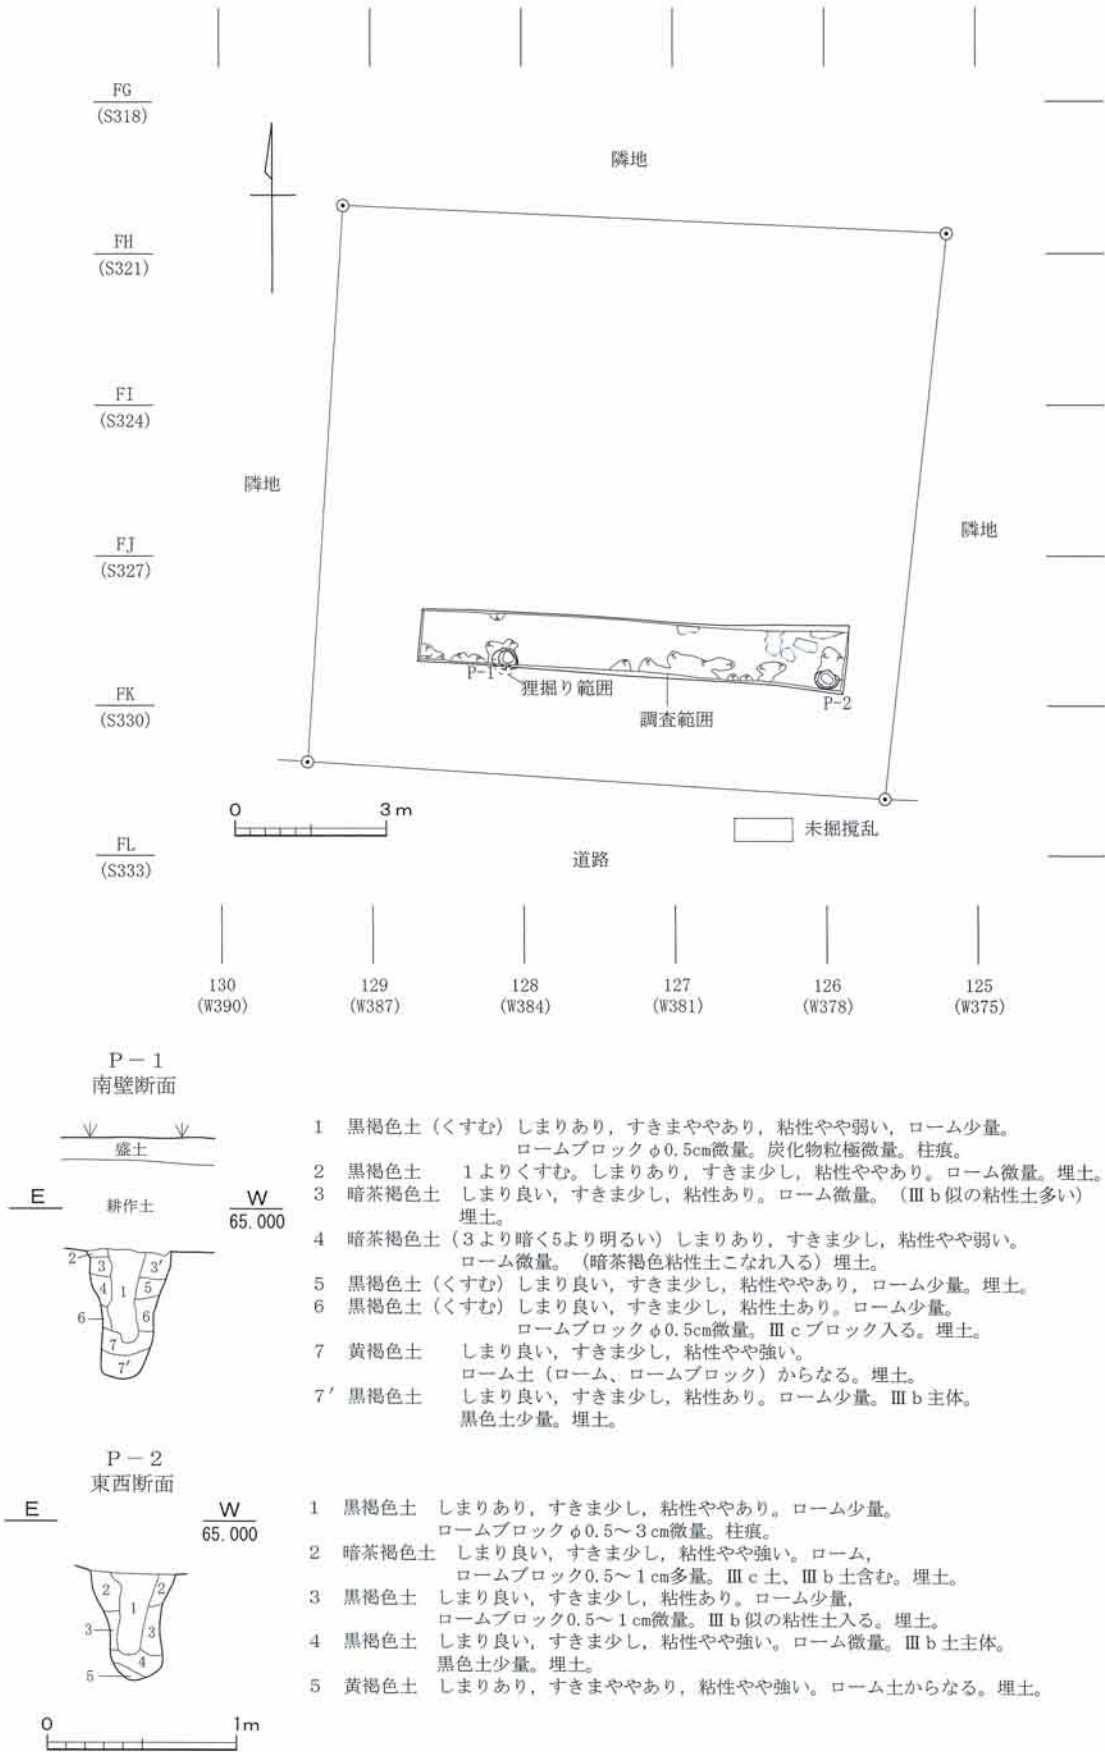 FG
(S318)
隣地
FH
(S321)
FI
(S324)
隣地
隣地
FJ
(S327)
P-1
狸掘り範囲
FK
(S330)
調査範囲
P-2
0 3m
未掘攪乱
FL
(S333)
道路
130 129 128 127 126 125
(W390) (W387) (W384) (W381) (W378) (W375)
P－1
南壁断面
盛土
E 耕作土 W
65.000
2 3 3′
4 1 5
6 6
7
7′
1 黒褐色土（くすむ）しまりあり，すきまややあり，粘性やや弱い，ローム少量。
ロームブロックφ0.5cm微量。炭化物粒極微量。柱痕。
2 黒褐色土 1よりくすむ。しまりあり，すきま少し，粘性ややあり。ローム微量。埋土。
3 暗茶褐色土 しまり良い，すきま少し，粘性あり。ローム微量。（Ⅲb似の粘性土多い）
埋土。
4 暗茶褐色土（3より暗く5より明るい）しまりあり，すきま少し，粘性やや弱い。
ローム微量。（暗茶褐色粘性土こなれ入る）埋土。
5 黒褐色土（くすむ）しまり良い，すきま少し，粘性ややあり，ローム少量。埋土。
6 黒褐色土（くすむ）しまり良い，すきま少し，粘性土あり。ローム少量。
ロームブロックφ0.5cm微量。Ⅲcブロック入る。埋土。
7 黄褐色土 しまり良い，すきま少し，粘性やや強い。
ローム土（ローム、ロームブロック）からなる。埋土。
7′ 黒褐色土 しまり良い，すきま少し，粘性あり。ローム少量。Ⅲb主体。
黒色土少量。埋土。
P－2
東西断面
E W
65.000
2 1 2
3 3
4
5
1 黒褐色土 しまりあり，すきま少し，粘性ややあり。ローム少量。
ロームブロックφ0.5～3cm微量。柱痕。
2 暗茶褐色土 しまり良い，すきま少し，粘性やや強い。ローム，
ロームブロック0.5～1cm多量。Ⅲc土、Ⅲb土含む。埋土。
3 黒褐色土 しまり良い，すきま少し，粘性あり。ローム少量，
ロームブロック0.5～1cm微量。Ⅲb似の粘性土入る。埋土。
4 黒褐色土 しまり良い，すきま少し，粘性やや強い。ローム微量。Ⅲb土主体。
黒色土少量。埋土。
5 黄褐色土 しまりあり，すきまややあり，粘性やや強い。ローム土からなる。埋土。
0 1m